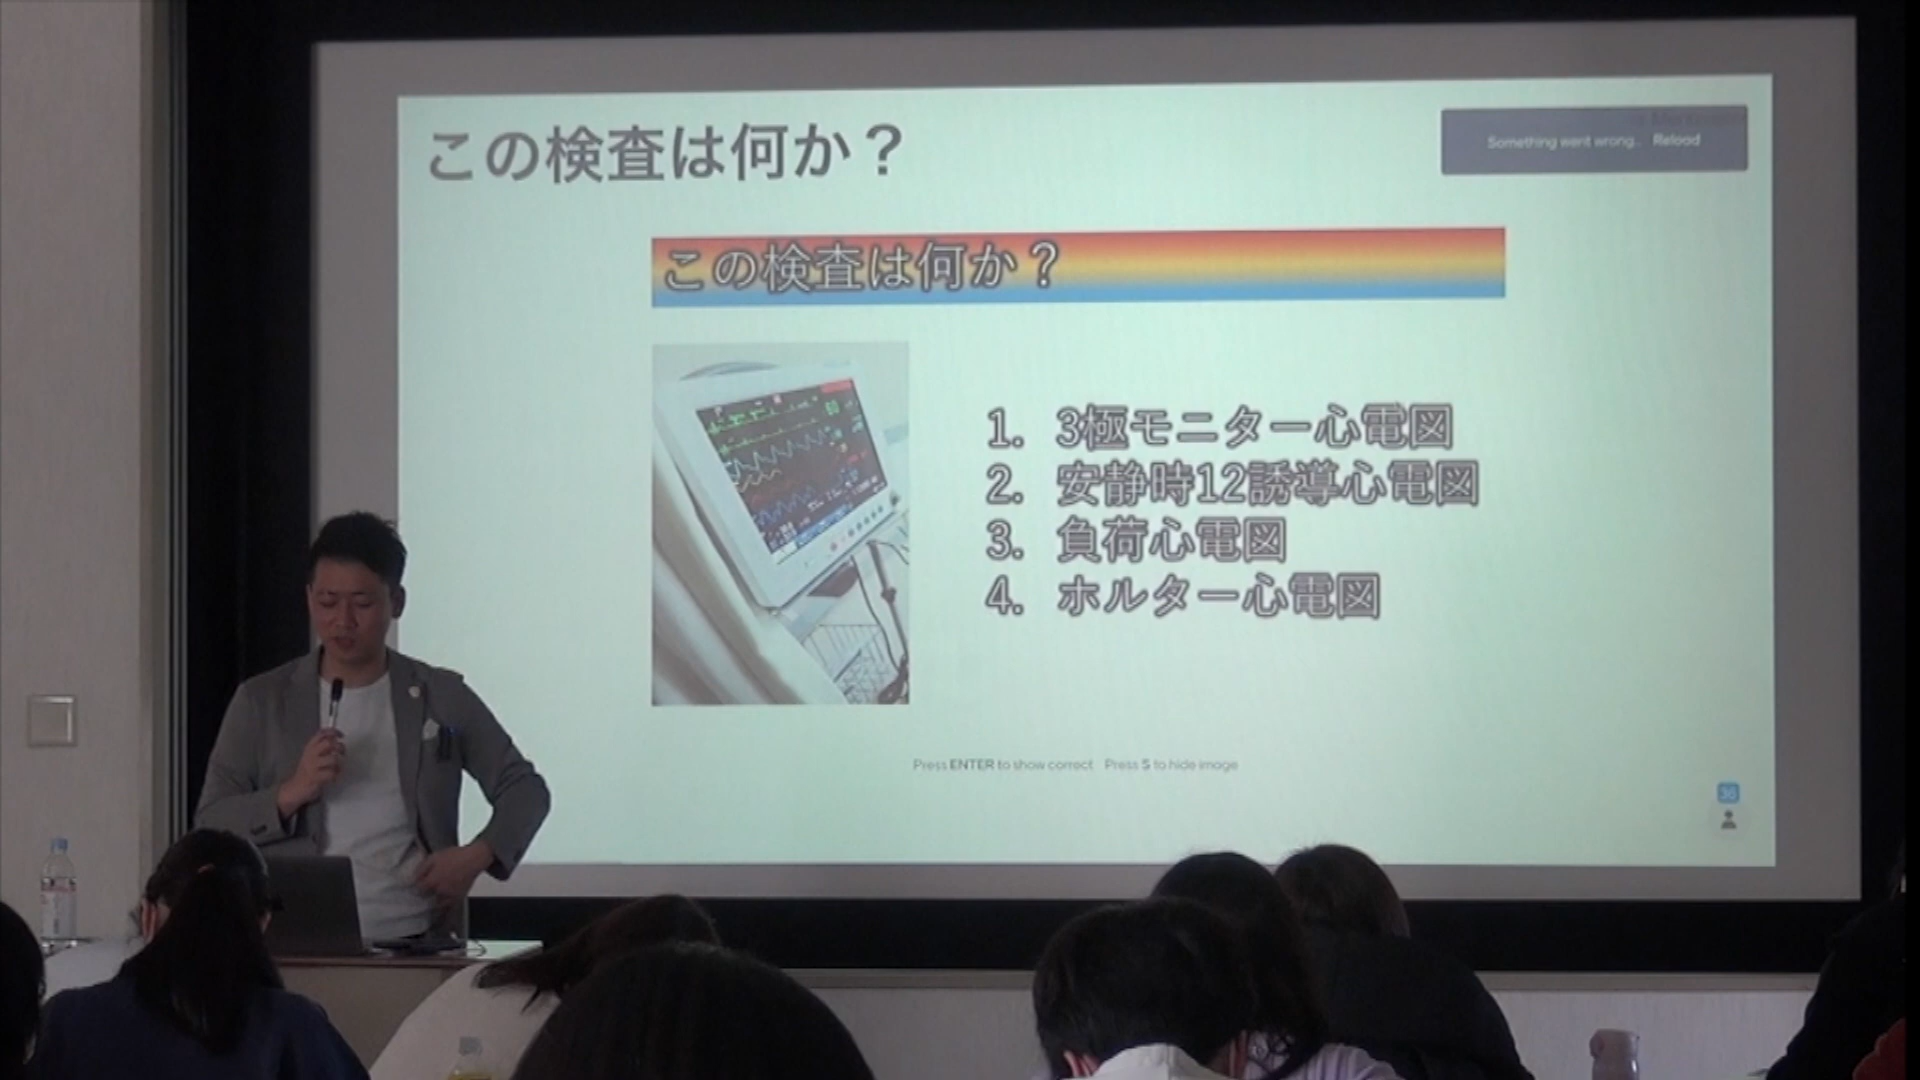 この検査は何か？
Something went wrong. Reload
この検査は何か？
1. 3極モニター心電図
2. 安静時12誘導心電図
3. 負荷心電図
4. ホルター心電図
Press ENTER to show correct Press S to hide image
36